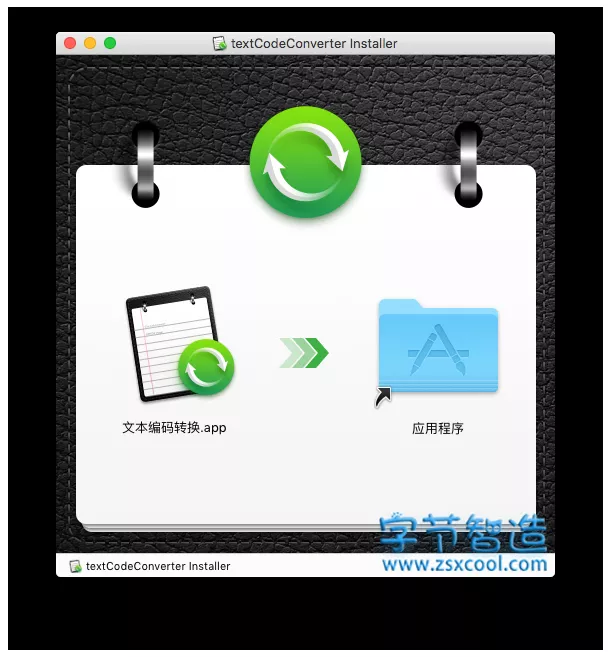 textCodeConverter Installer
文本编码转换.app
应用程序
字节智造
www.zsxcool.com
textCodeConverter Installer